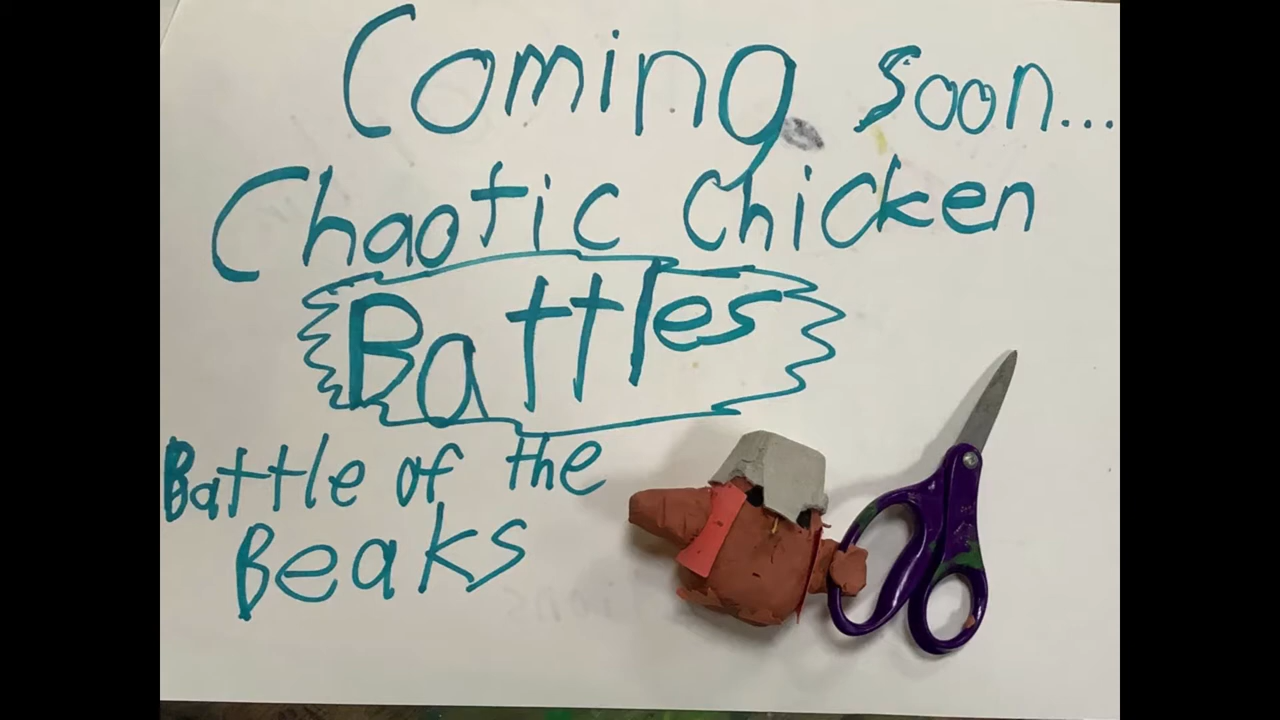 Coming soon...
Chaotic Chicken
Battles
Battle of the
Beaks